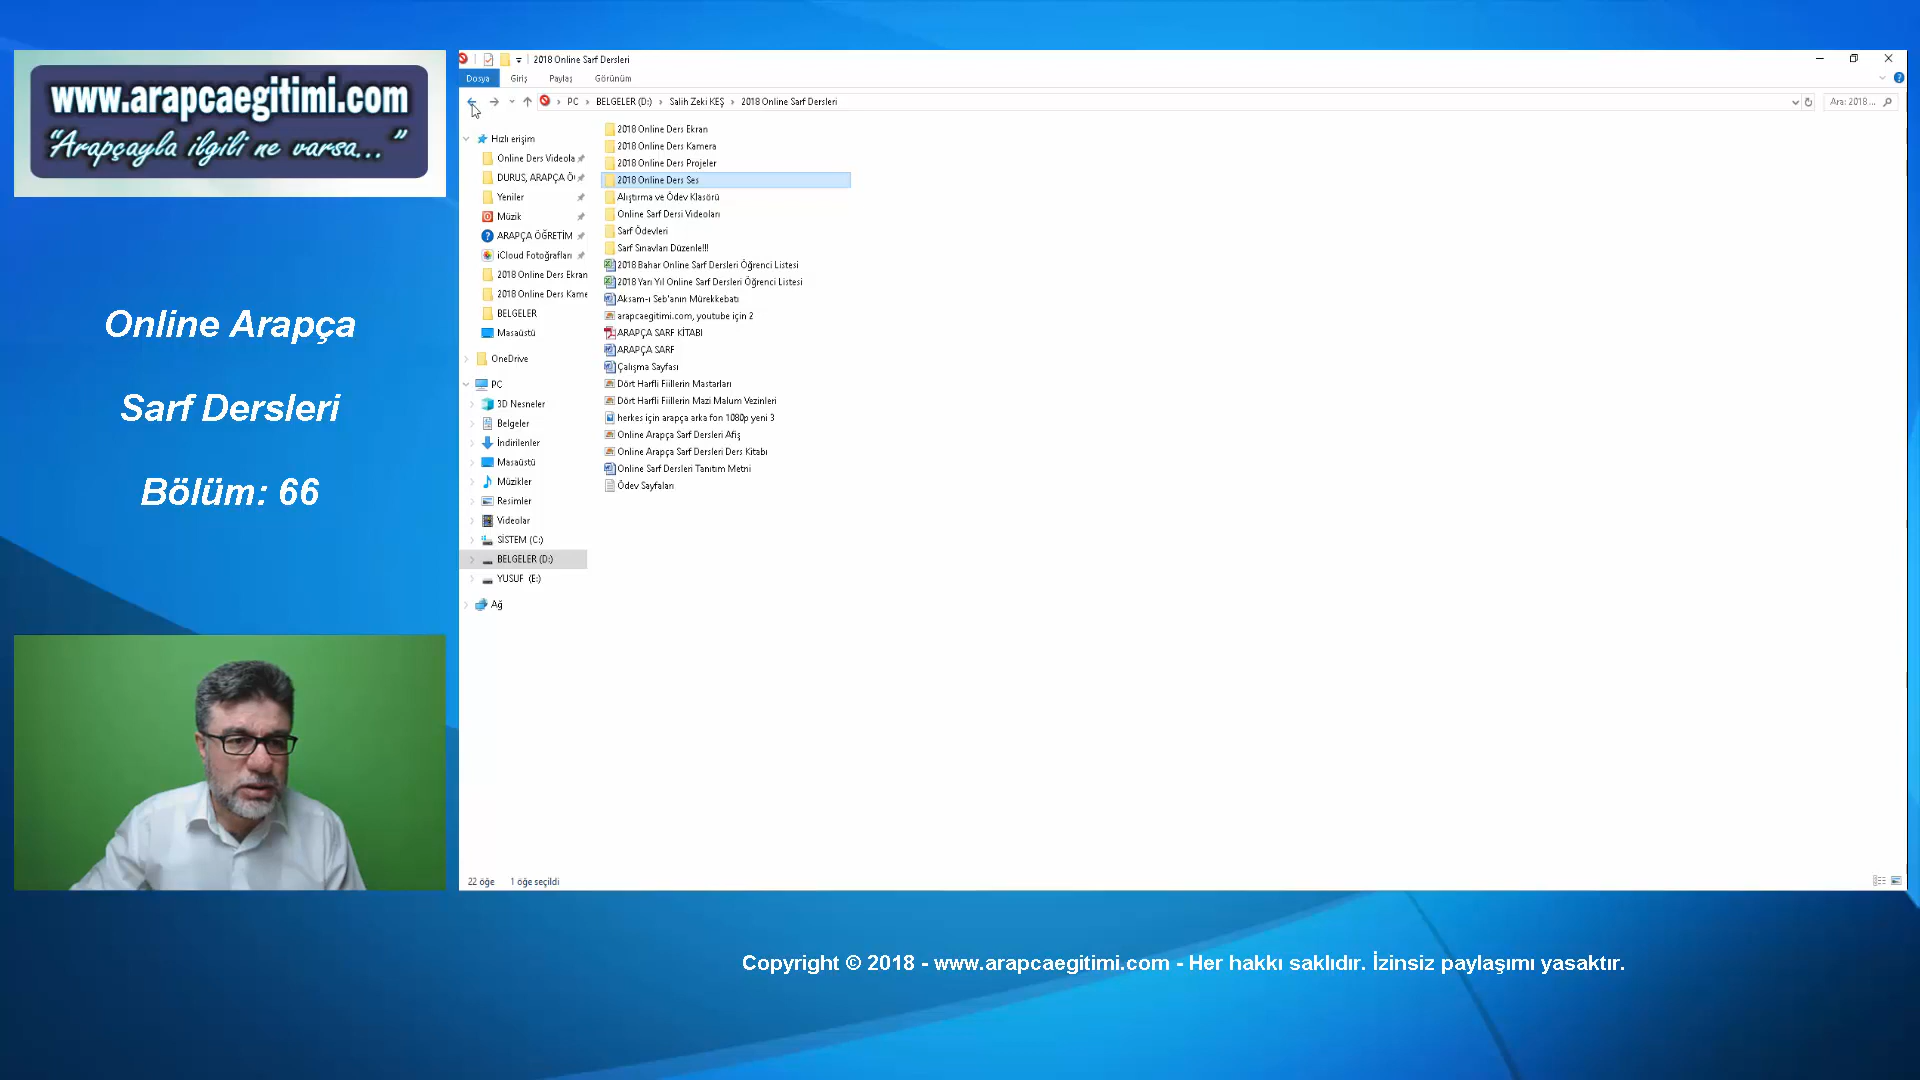 www.arapcaegitimi.com
“Arapçayla ilgili ne varsa...”
Online Arapça
Sarf Dersleri
Bölüm: 66
2018 Online Sarf Dersleri
Dosya
Giriş
Paylaş
Görünüm
PC > BELGELER (D:) > Salih Zeki KEŞ > 2018 Online Sarf Dersleri
Ara: 2018 ...
Hızlı erişim
Online Ders Videola
DURUS, ARAPÇA Ö
Yeniler
Müzik
ARAPÇA ÖĞRETİM
iCloud Fotoğrafları
2018 Online Ders Ekran
2018 Online Ders Kame
BELGELER
Masaüstü
OneDrive
PC
3D Nesneler
Belgeler
İndirilenler
Masaüstü
Müzikler
Resimler
Videolar
SİSTEM (C:)
BELGELER (D:)
YUSUF (E:)
Ağ
2018 Online Ders Ekran
2018 Online Ders Kamera
2018 Online Ders Projeler
2018 Online Ders Ses
Alıştırma ve Ödev Klasörü
Online Sarf Dersi Videoları
Sarf Ödevleri
Sarf Sınavları Düzenle!!!
2018 Bahar Online Sarf Dersleri Öğrenci Listesi
2018 Yarı Yıl Online Sarf Dersleri Öğrenci Listesi
Aksam-ı Seb'anın Mürekkebatı
arapcaegitimi.com, youtube için 2
ARAPÇA SARF KİTABI
ARAPÇA SARF
Çalışma Sayfası
Dört Harfli Fiillerin Mastarları
Dört Harfli Fiillerin Mazi Malum Vezinleri
herkes için arapça arka fon 1080p yeni 3
Online Arapça Sarf Dersleri Afiş
Online Arapça Sarf Dersleri Ders Kitabı
Online Sarf Dersleri Tanıtım Metni
Ödev Sayfaları
22 öğe
1 öğe seçildi
Copyright © 2018 - www.arapcaegitimi.com - Her hakkı saklıdır. İzinsiz paylaşımı yasaktır.